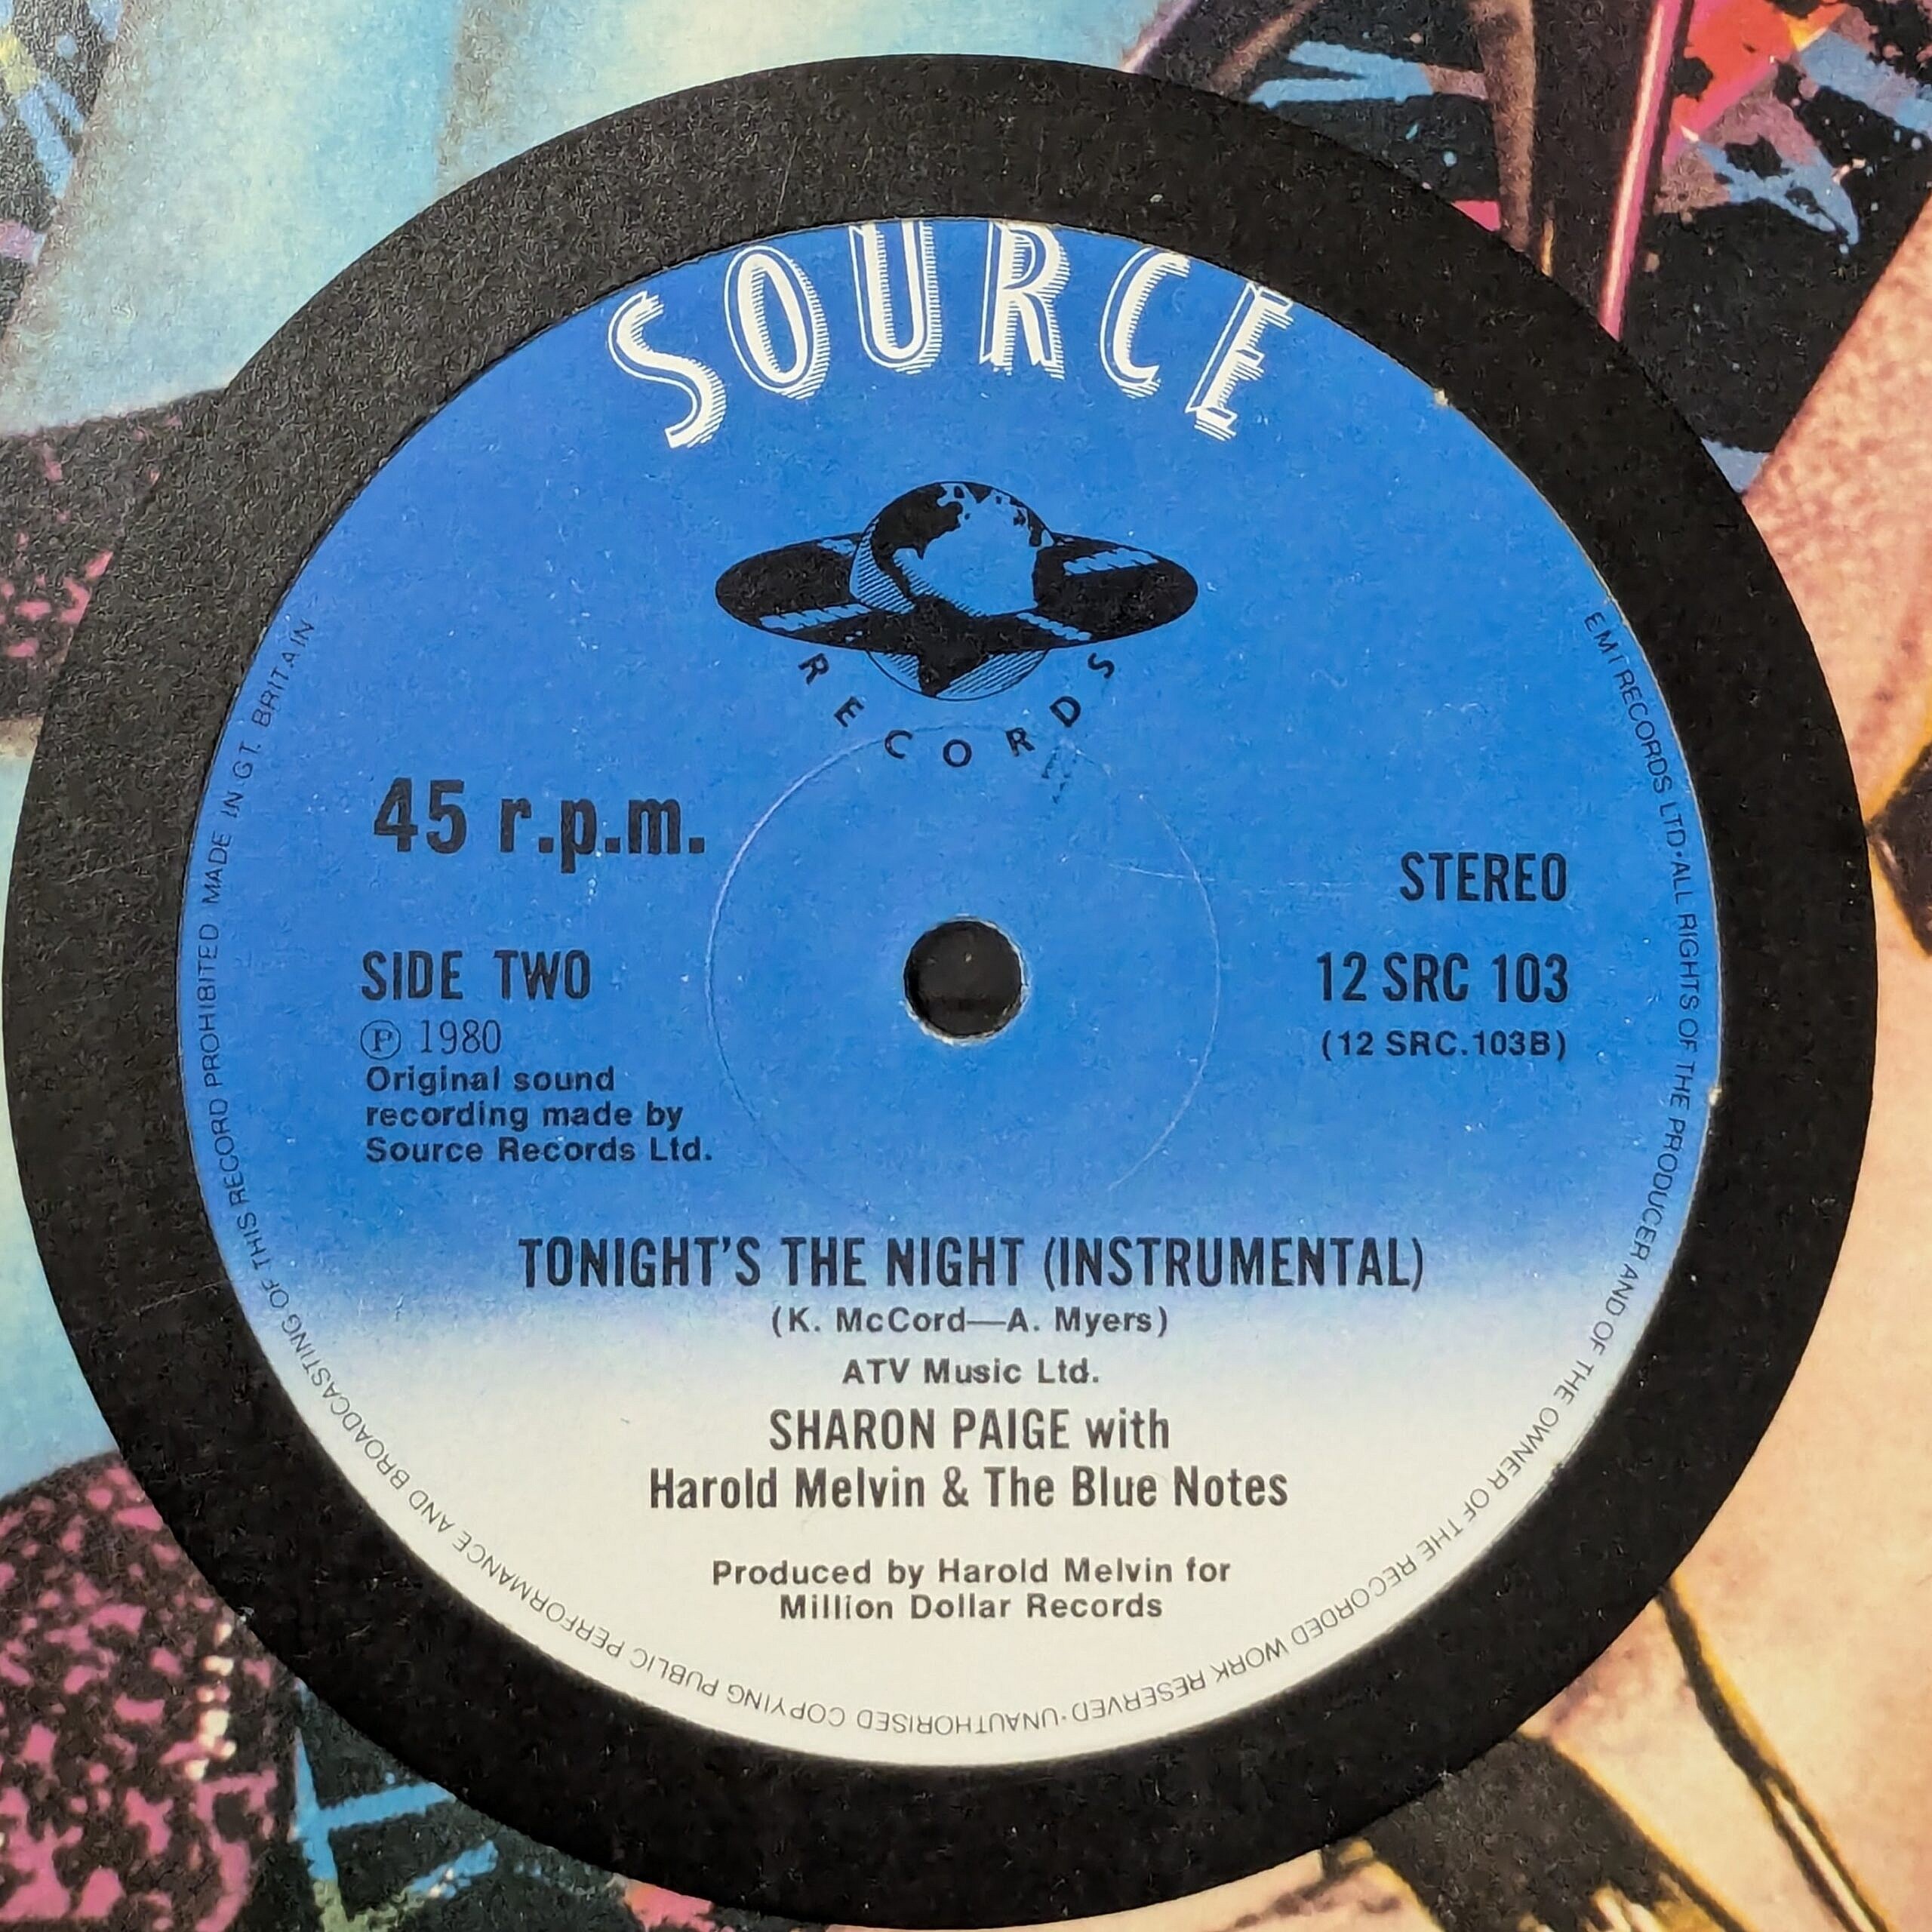 SOURCE
RECORDS
45 r.p.m.
STEREO
SIDE TWO
12 SRC 103
Ⓟ 1980
(12 SRC.103B)
Original sound
recording made by
Source Records Ltd.
TONIGHT'S THE NIGHT (INSTRUMENTAL)
(K. McCord—A. Myers)
ATV Music Ltd.
SHARON PAIGE with
Harold Melvin & The Blue Notes
Produced by Harold Melvin for
Million Dollar Records
EMI RECORDS LTD·ALL RIGHTS OF THE PRODUCER AND OF THE OWNER OF THE RECORDED WORK RESERVED·UNAUTHORISED COPYING PUBLIC PERFORMANCE AND BROADCASTING OF THIS RECORD PROHIBITED MADE IN GT. BRITAIN